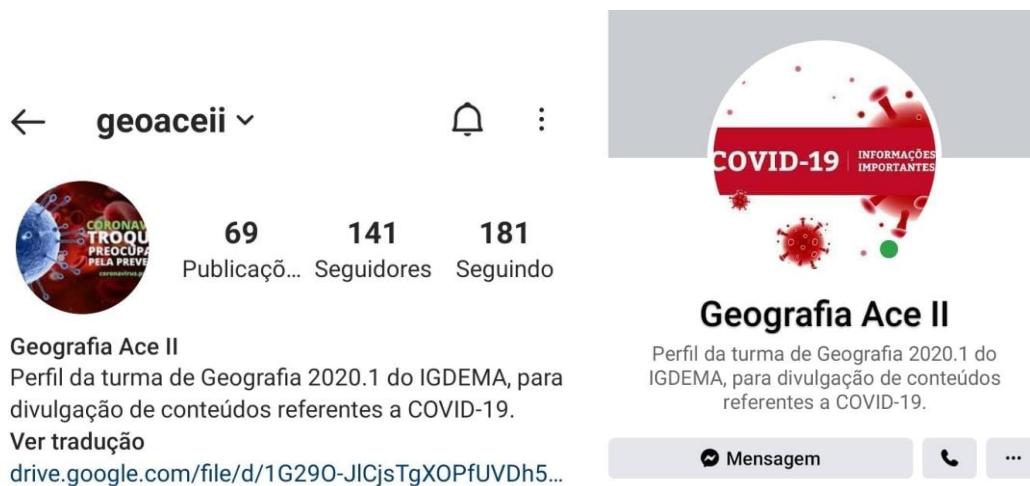 geoaceii
69
141
181
Publicaçõ... Seguidores Seguindo
CORONAV
TROQU
PREOCUPA
PELA PREVE
coronavirus.p
Geografia Ace II
Perfil da turma de Geografia 2020.1 do IGDEMA, para
divulgação de conteúdos referentes a COVID-19.
Ver tradução
drive.google.com/file/d/1G29O-JlCjsTgXOPfUVDh5...
COVID-19
INFORMAÇÕES
IMPORTANTES
Geografia Ace II
Perfil da turma de Geografia 2020.1 do
IGDEMA, para divulgação de conteúdos
referentes a COVID-19.
Mensagem